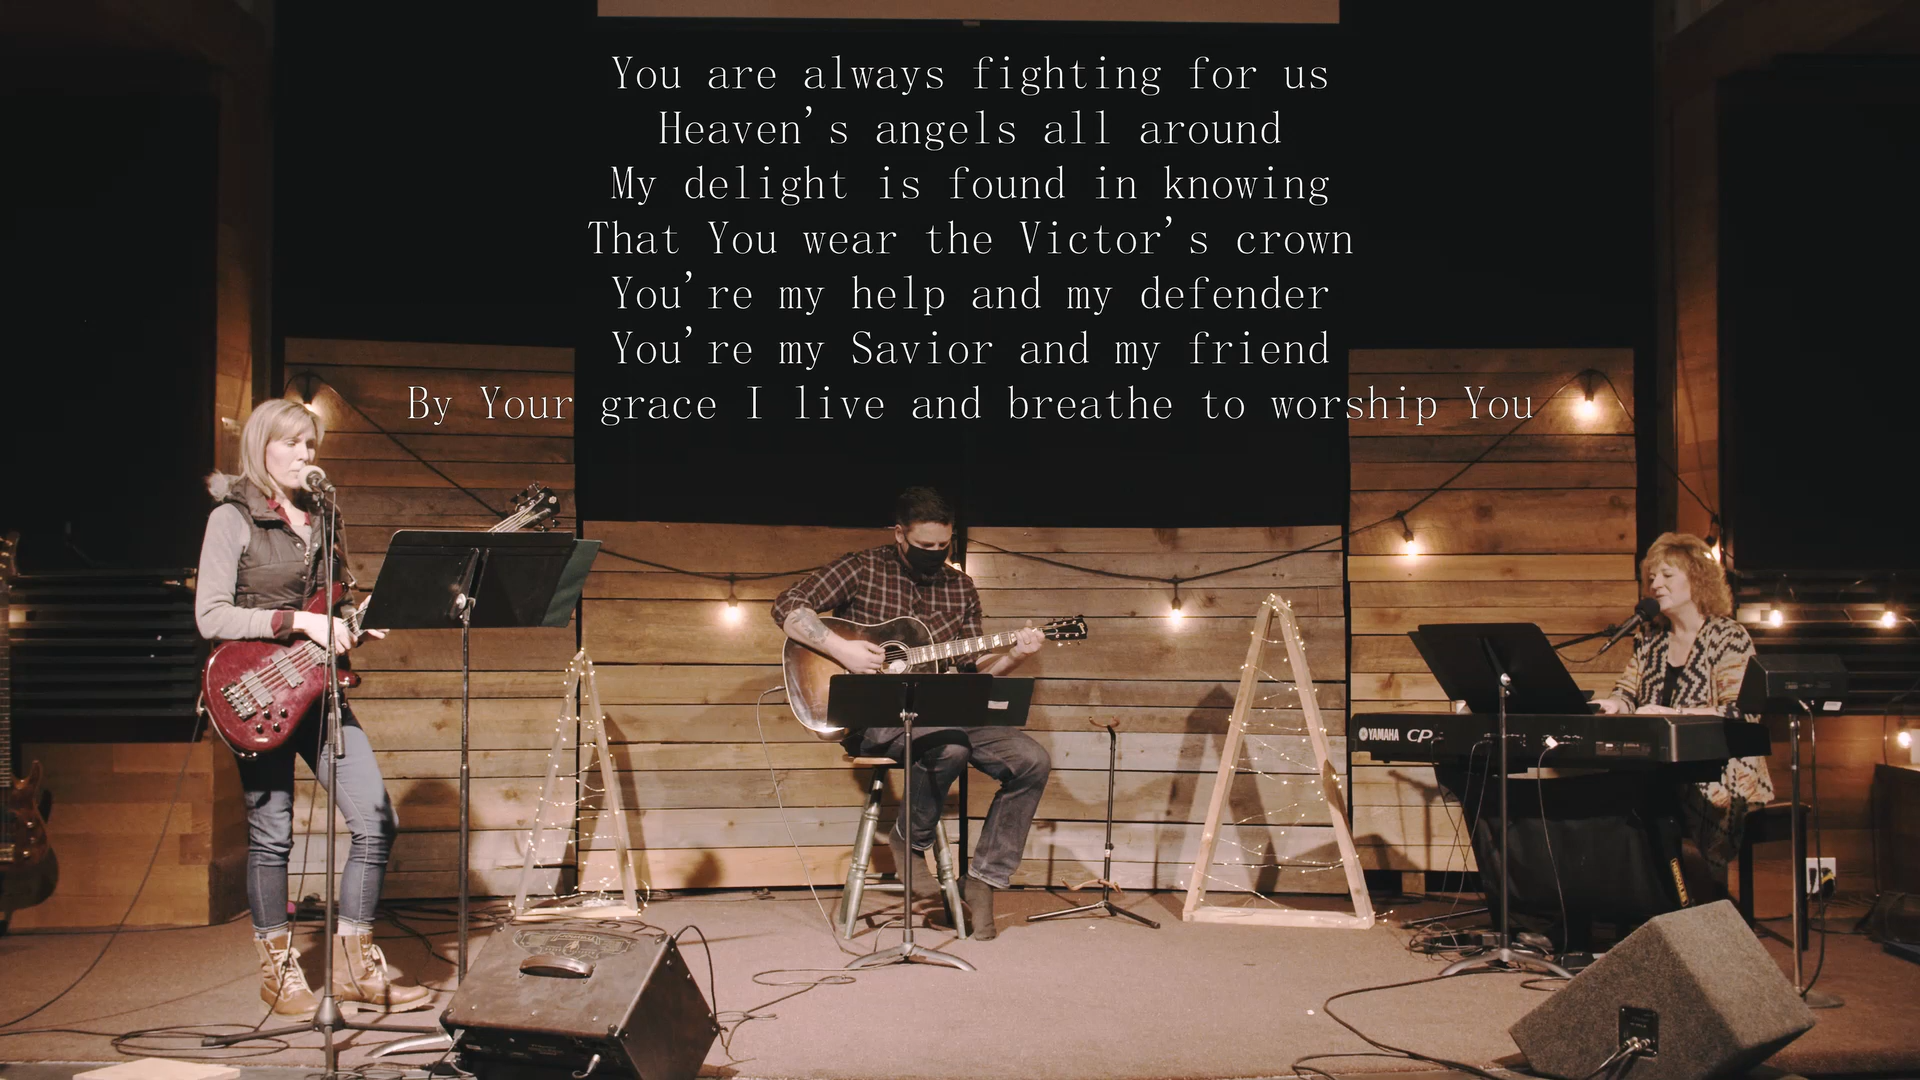 You are always fighting for us
Heaven's angels all around
My delight is found in knowing
That You wear the Victor's crown
You're my help and my defender
You're my Savior and my friend
By Your grace I live and breathe to worship You
YAMAHA CP